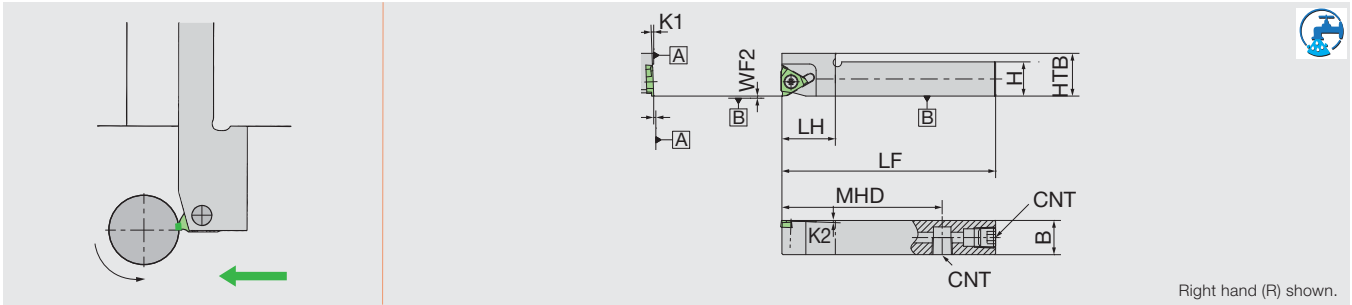 K1
A
WF2
B
A
LH
LF
B
H
HTB
MHD
K2
CNT
CNT
B
Right hand (R) shown.